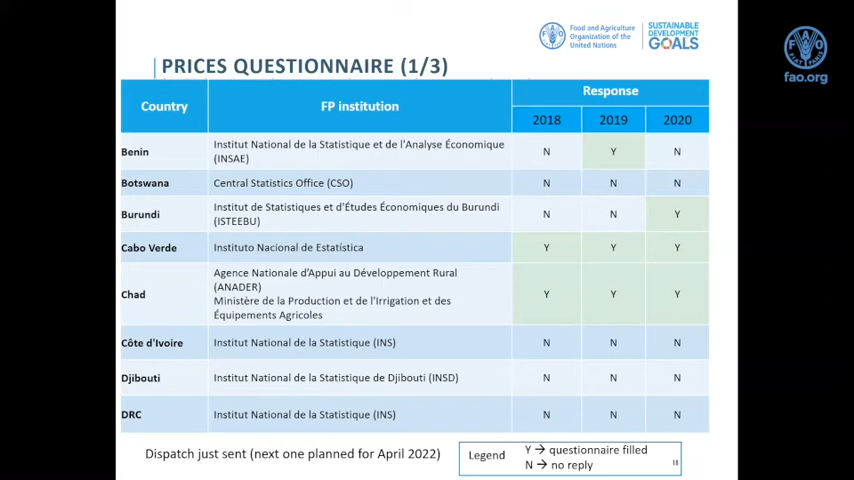 Food and Agriculture
Organization of the
United Nations
SUSTAINABLE
DEVELOPMENT
GOALS
FAO
FIAT PANIS
fao.org
PRICES QUESTIONNAIRE (1/3)
Country FP institution Response
2018 2019 2020
Benin Institut National de la Statistique et de l'Analyse Économique
(INSAE) N Y N
Botswana Central Statistics Office (CSO) N N N
Burundi Institut de Statistiques et d'Études Économiques du Burundi
(ISTEEBU) N N Y
Cabo Verde Instituto Nacional de Estatística Y Y Y
Chad Agence Nationale d'Appui au Développement Rural
(ANADER)
Ministère de la Production et de l'Irrigation et des
Équipements Agricoles Y Y Y
Côte d'Ivoire Institut National de la Statistique (INS) N N N
Djibouti Institut National de la Statistique de Djibouti (INSD) N N N
DRC Institut National de la Statistique (INS) N N N
Dispatch just sent (next one planned for April 2022)
Legend Y → questionnaire filled
N → no reply
18